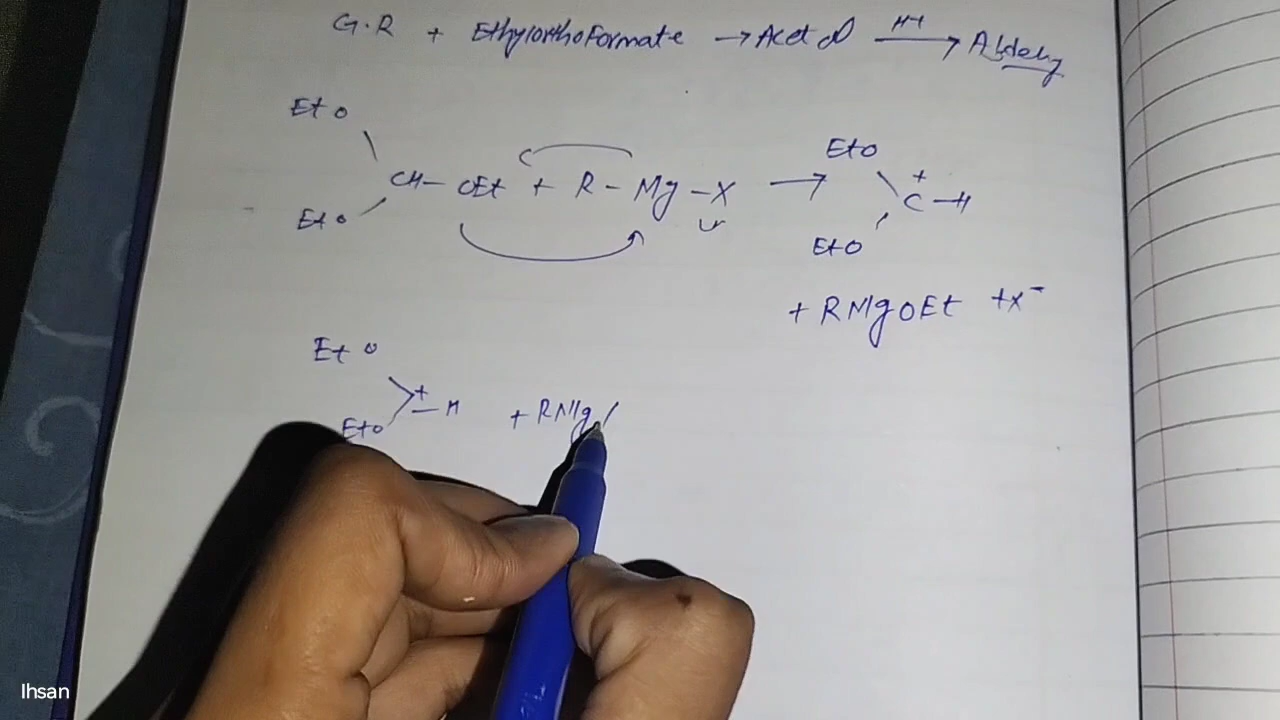 G.R + Ethylorthoformate → Acetal H+ → Aldehy
EtO
EtO
CH – OEt + R – Mg – X →
EtO
+
C – H
EtO
+ RMgOEt + X⁻
EtO
+
– H + RMg
EtO
Ihsan